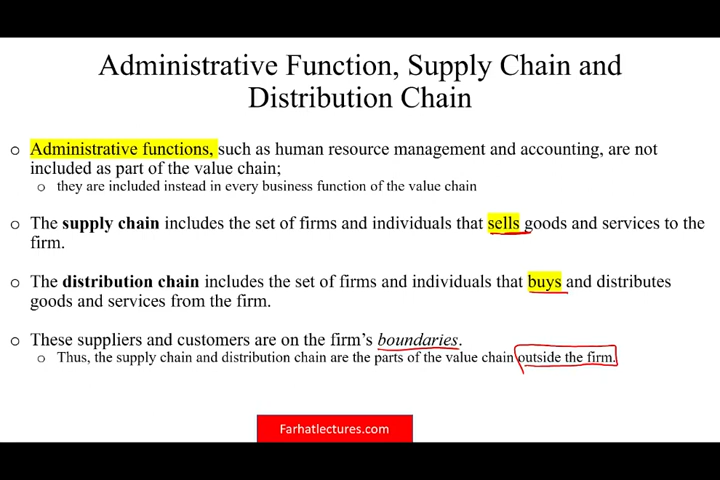 Administrative Function, Supply Chain and
Distribution Chain
o Administrative functions, such as human resource management and accounting, are not
included as part of the value chain;
o they are included instead in every business function of the value chain
o The supply chain includes the set of firms and individuals that sells goods and services to the
firm.
o The distribution chain includes the set of firms and individuals that buys and distributes
goods and services from the firm.
o These suppliers and customers are on the firm’s boundaries.
o Thus, the supply chain and distribution chain are the parts of the value chain outside the firm.
Farhatlectures.com